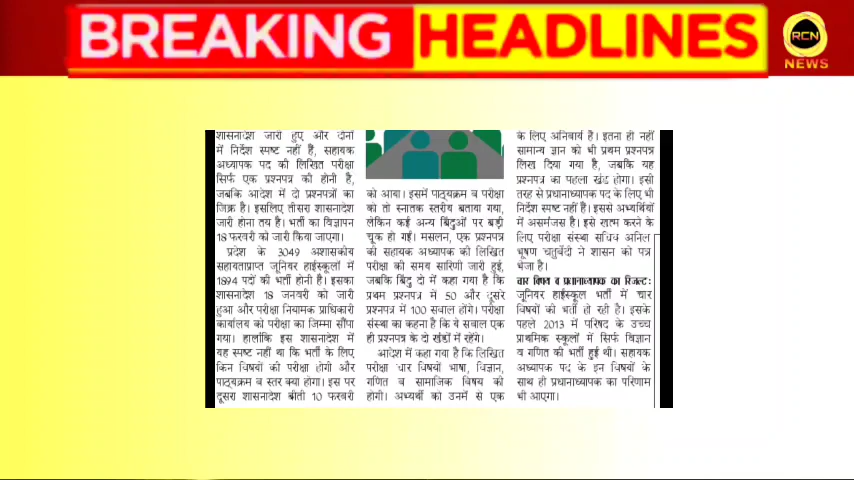 BREAKING HEADLINES
RCN
NEWS
शासनादेश जारी हुए और दोनों
में निर्देश स्पष्ट नहीं है, सहायक
अध्यापक पद की लिखित परीक्षा
सिर्फ एक प्रश्नपत्र की होनी है,
जबकि आदेश में दो प्रश्नपत्रों का
जिक्र है। इसलिए तीसरा शासनादेश
जारी होना तय है। भर्ती का विज्ञापन
18 फरवरी को जारी किया जाएगा।
प्रदेश के 3049 अशासकीय
सहायताप्राप्त जूनियर हाईस्कूलों में
1894 पदों की भर्ती होनी है। इसका
शासनादेश 18 जनवरी को जारी
हुआ और परीक्षा नियामक प्राधिकारी
कार्यालय को परीक्षा का जिम्मा सौंपा
गया। हालांकि इस शासनादेश में
यह स्पष्ट नहीं था कि भर्ती के लिए
किन विषयों की परीक्षा होगी और
पाठ्यक्रम व स्तर क्या होगा। इस पर
दूसरा शासनादेश बीती 10 फरवरी
को आया। इसमें पाठ्यक्रम व परीक्षा
को तो स्नातक स्तरीय बताया गया,
लेकिन कई अन्य बिंदुओं पर बड़ी
चूक हो गई। मसलन, एक प्रश्नपत्र
की सहायक अध्यापक की लिखित
परीक्षा की समय सारिणी जारी हुई,
जबकि बिंदु दो में कहा गया है कि
प्रथम प्रश्नपत्र में 50 और दूसरे
प्रश्नपत्र में 100 सवाल होंगे। परीक्षा
संस्था का कहना है कि ये सवाल एक
ही प्रश्नपत्र के दो खंडों में रहेंगे।
आदेश में कहा गया है कि लिखित
परीक्षा चार विषयों भाषा, विज्ञान,
गणित व सामाजिक विषय की
होगी। अभ्यर्थी को उनमें से एक
के लिए अनिवार्य है। इतना ही नहीं
सामान्य ज्ञान को भी प्रथम प्रश्नपत्र
लिख दिया गया है, जबकि यह
प्रश्नपत्र का पहला खंड होगा। इसी
तरह से प्रधानाध्यापक पद के लिए भी
निर्देश स्पष्ट नहीं हैं। इससे अभ्यर्थियों
में असमंजस है। इसे खत्म करने के
लिए परीक्षा संस्था सचिव अनिल
भूषण चतुर्वेदी ने शासन को पत्र
भेजा है।
चार विषय व प्रधानाध्यापक का रिजल्ट:
जूनियर हाईस्कूल भर्ती में चार
विषयों की भर्ती हो रही है। इसके
पहले 2013 में परिषद के उच्च
प्राथमिक स्कूलों में सिर्फ विज्ञान
व गणित की भर्ती हुई थी। सहायक
अध्यापक पद के इन विषयों के
साथ ही प्रधानाध्यापक का परिणाम
भी आएगा।